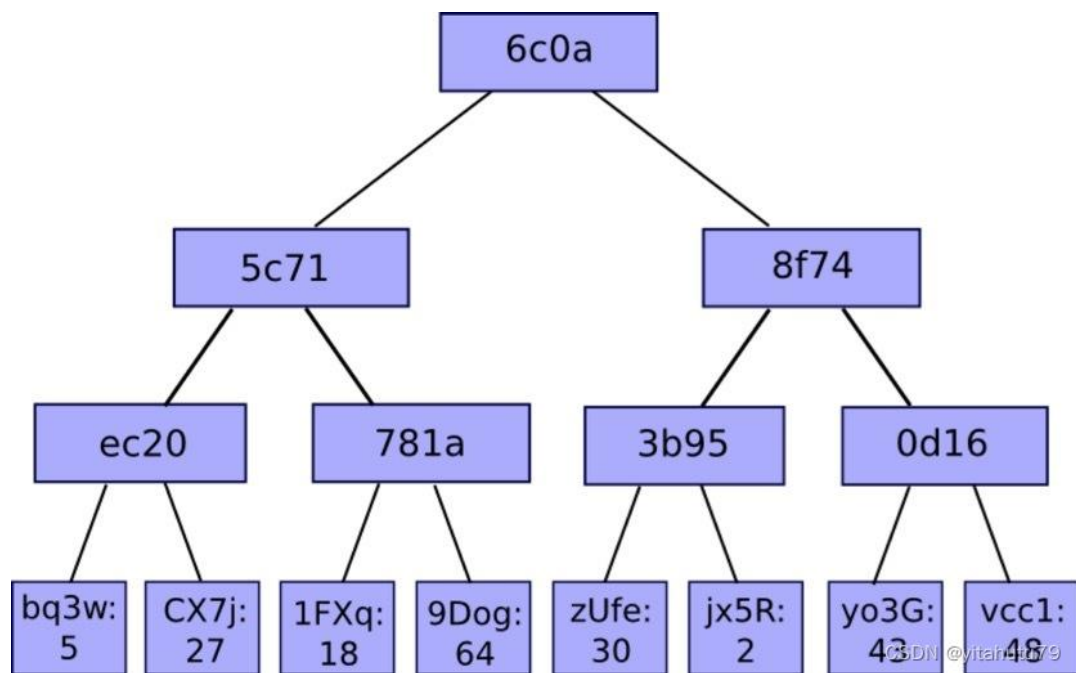 6c0a
5c71
8f74
ec20
781a
3b95
0d16
bq3w:
5
CX7j:
27
1FXq:
18
9Dog:
64
zUfe:
30
jx5R:
2
yo3G:
43
vcc1:
48
CSDN @yitahutu79